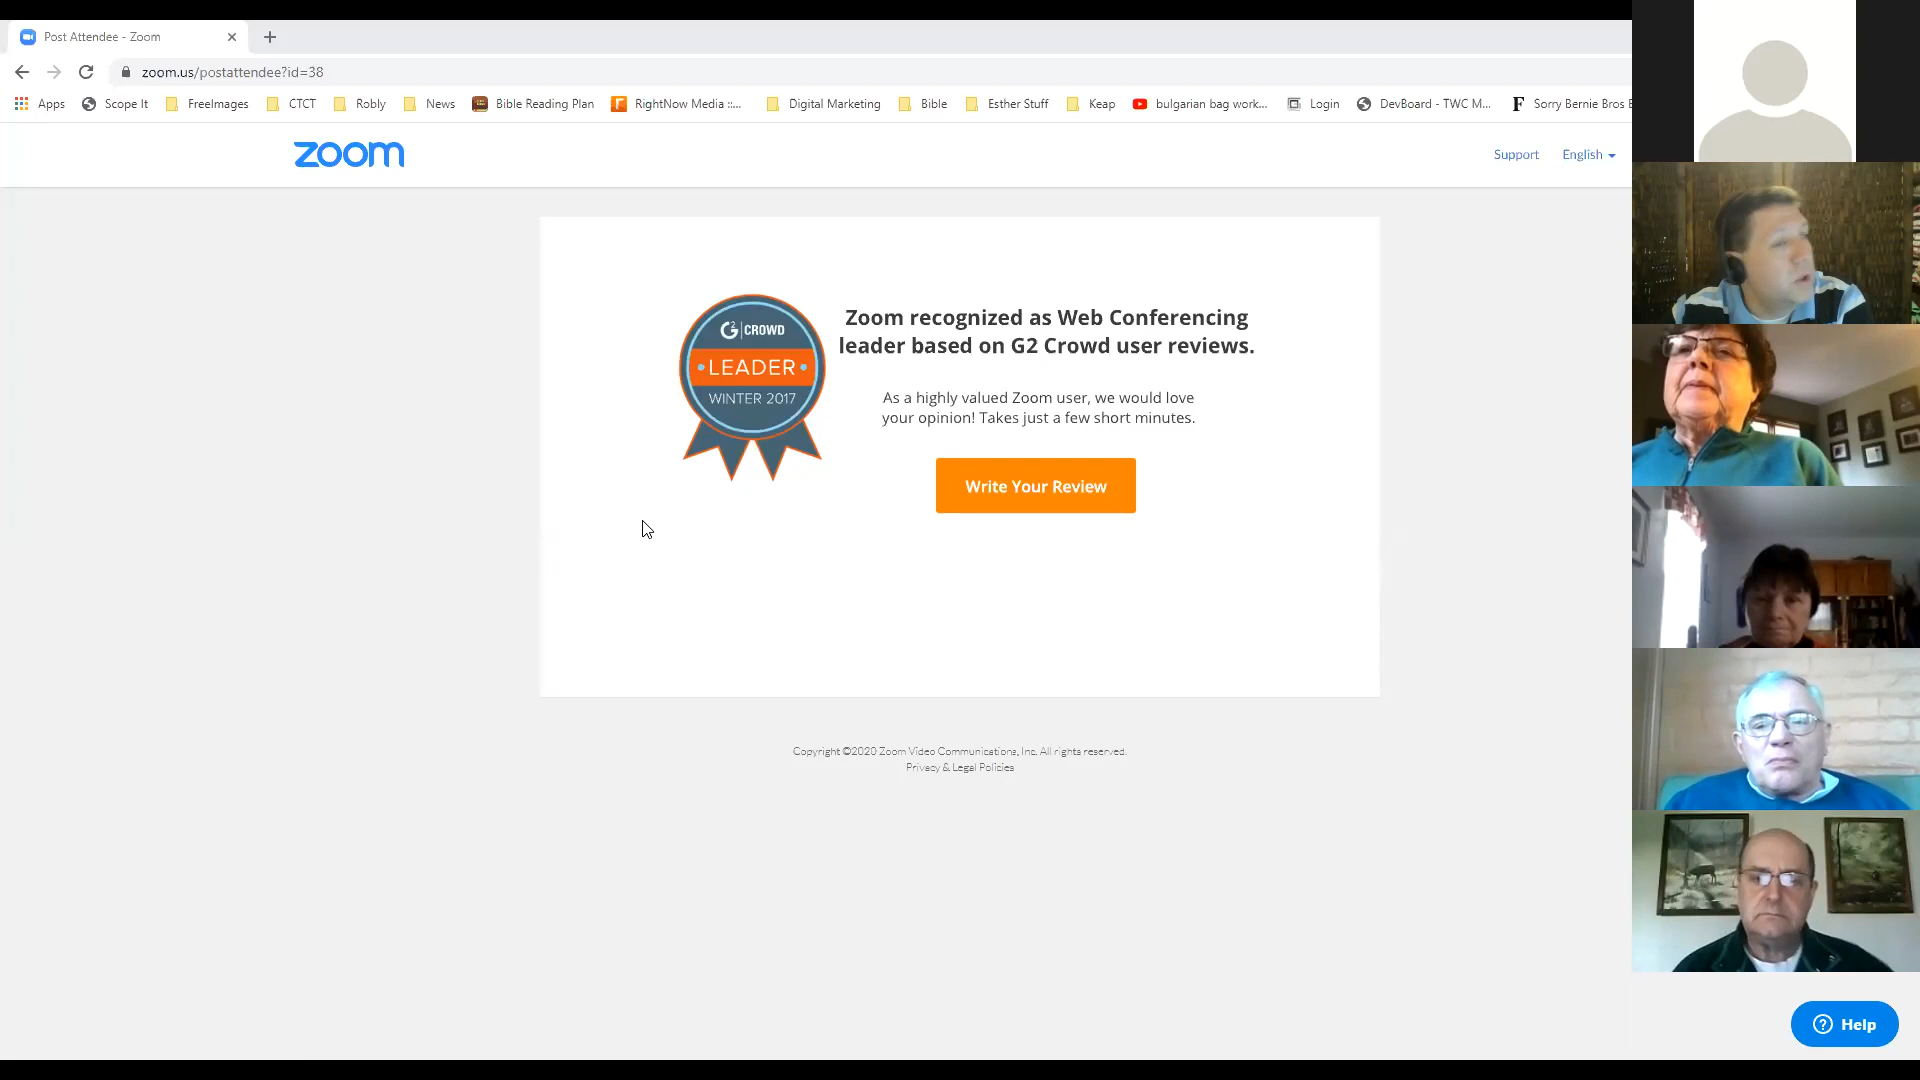 Post Attendee - Zoom
zoom.us/postattendee?id=38
Apps Scope It FreeImages CTCT Robly News Bible Reading Plan RightNow Media ::... Digital Marketing Bible Esther Stuff Keap bulgarian bag work... Login DevBoard - TWC M... Sorry Bernie Bros
zoom
Support English
G2 CROWD
LEADER
WINTER 2017
Zoom recognized as Web Conferencing
leader based on G2 Crowd user reviews.
As a highly valued Zoom user, we would love
your opinion! Takes just a few short minutes.
Write Your Review
Copyright ©2020 Zoom Video Communications, Inc. All rights reserved.
Privacy & Legal Policies
Help